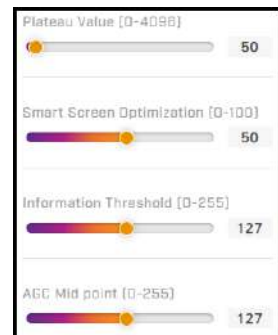 Plateau Value (0-4096)
50
Smart Screen Optimization (0-100)
50
Information Threshold (0-255)
127
AGC Mid point (0-255)
127